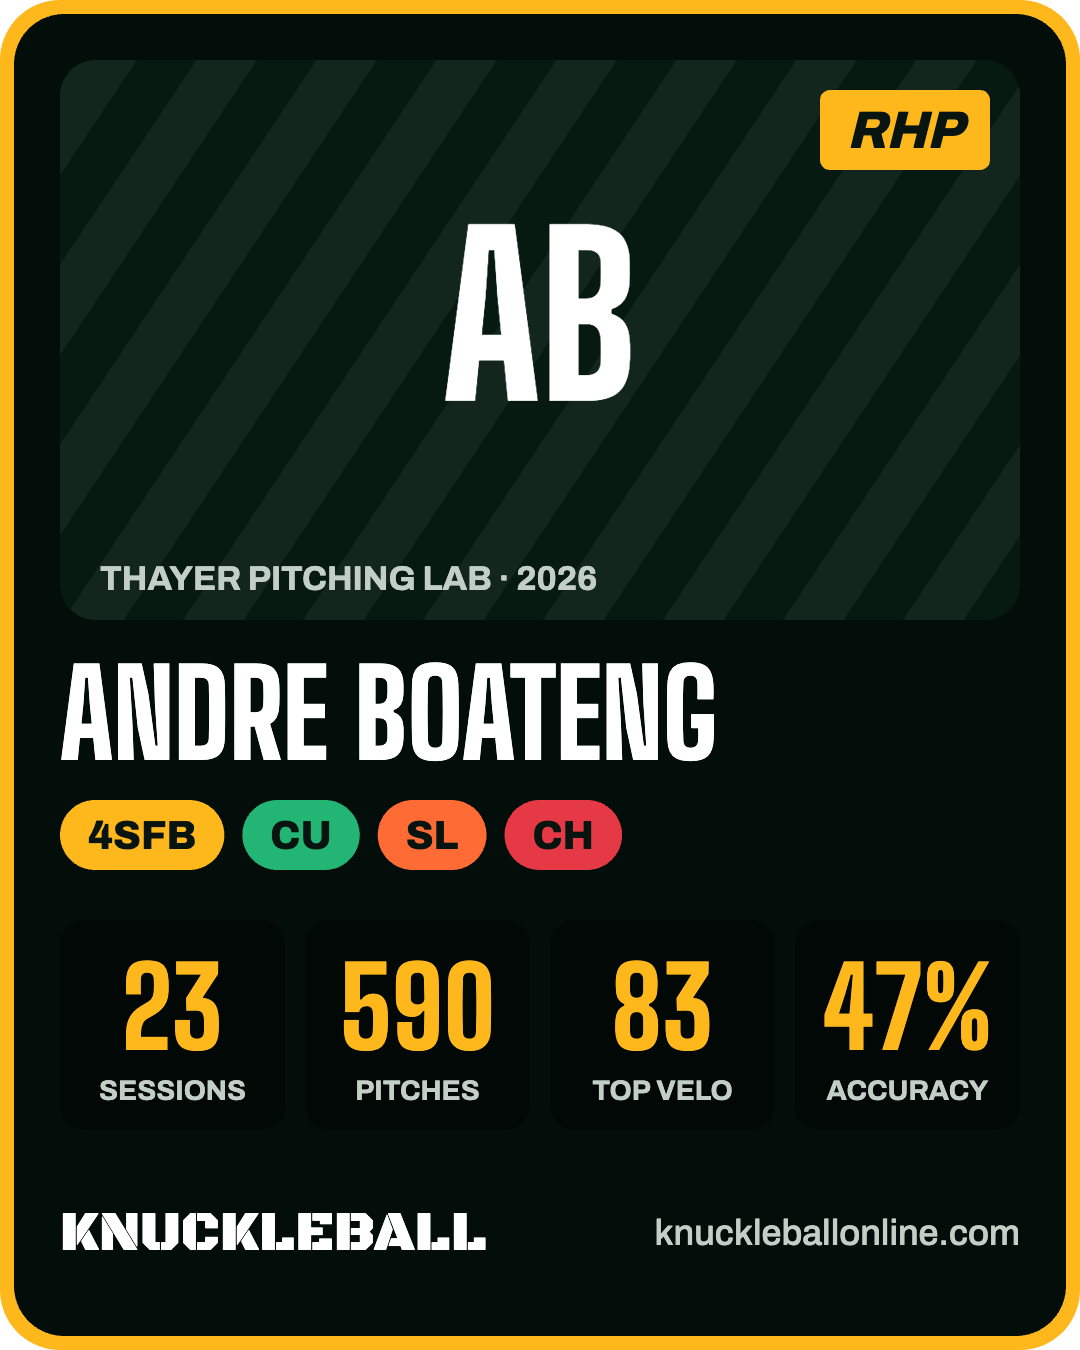 RHP
AB
THAYER PITCHING LAB · 2026
ANDRE BOATENG
4SFB CU SL CH
23 590 83 47%
SESSIONS PITCHES TOP VELO ACCURACY
KNUCKLEBALL knuckleballonline.com